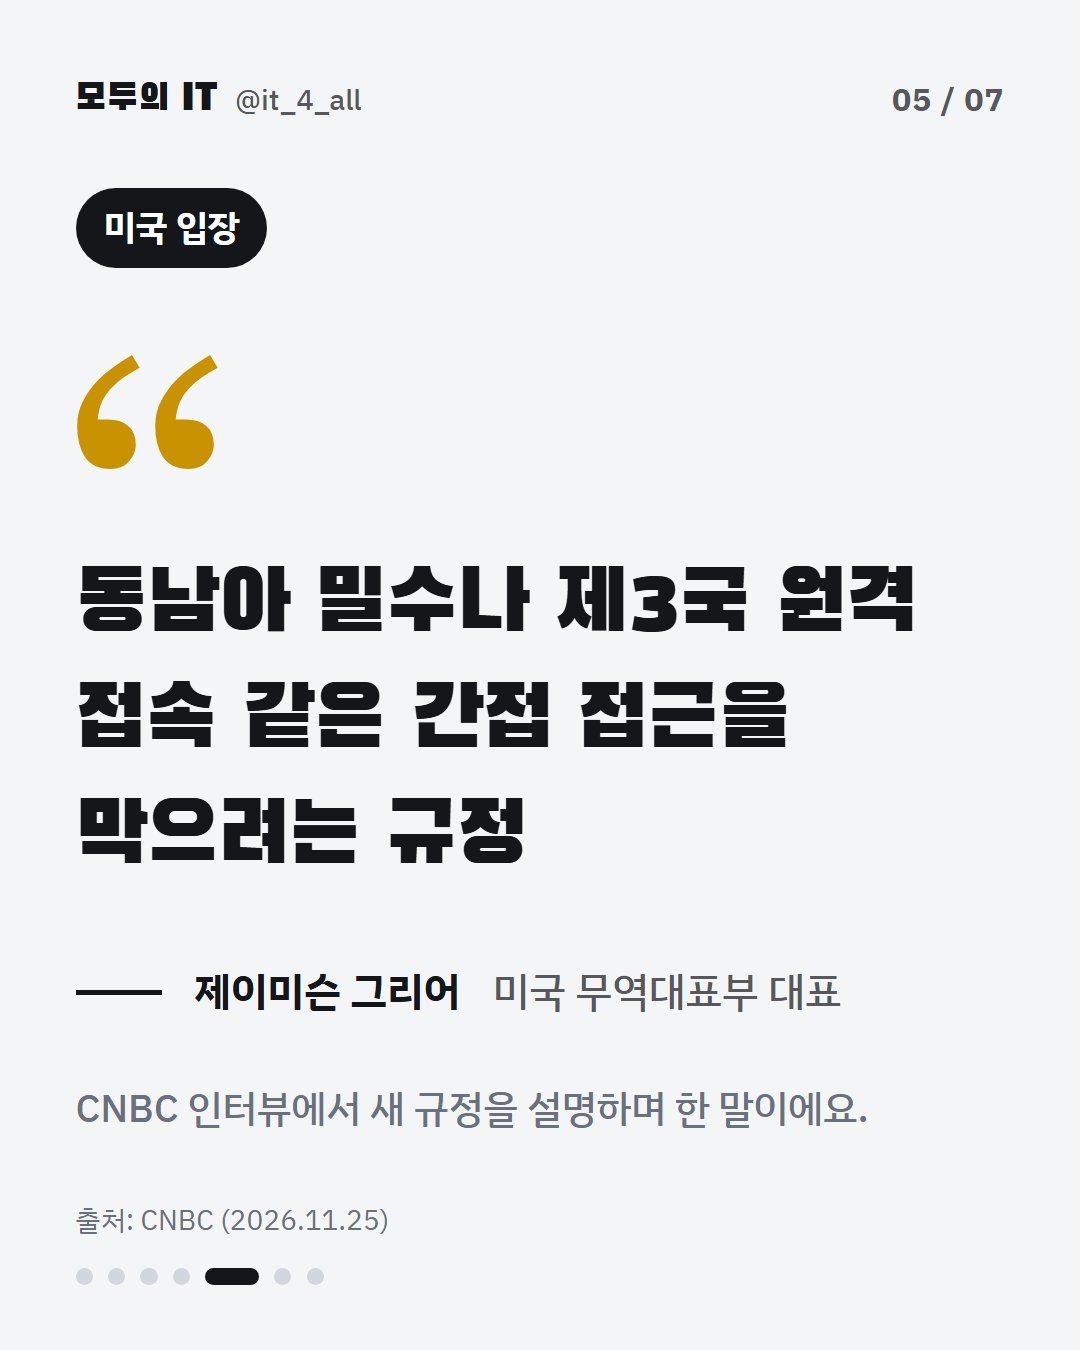 모두의 IT @it_4_all 05 / 07
미국 입장
“
동남아 밀수나 제3국 원격
접속 같은 간접 접근을
막으려는 규정
제이미슨 그리어 미국 무역대표부 대표
CNBC 인터뷰에서 새 규정을 설명하며 한 말이에요.
출처: CNBC (2026.11.25)